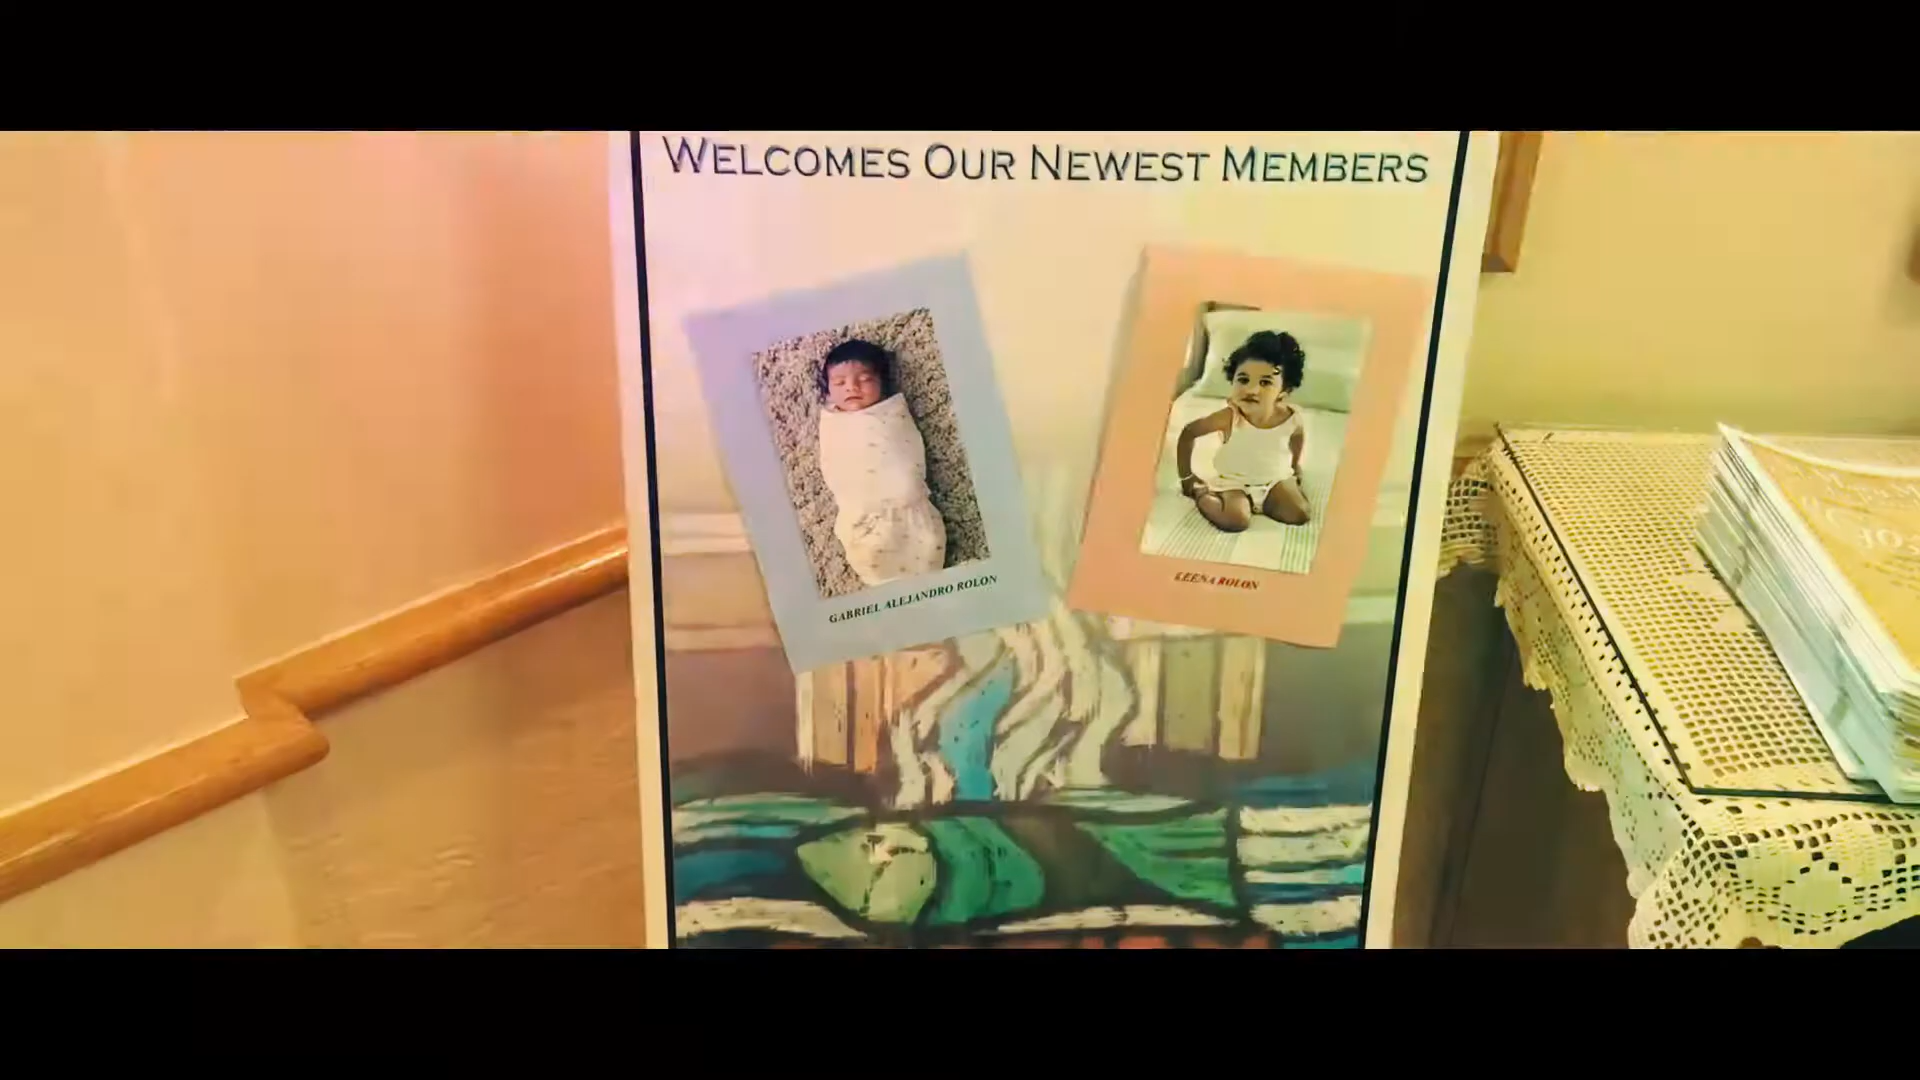 WELCOMES OUR NEWEST MEMBERS
GABRIEL ALEJANDRO ROLON
LEENA ROLON